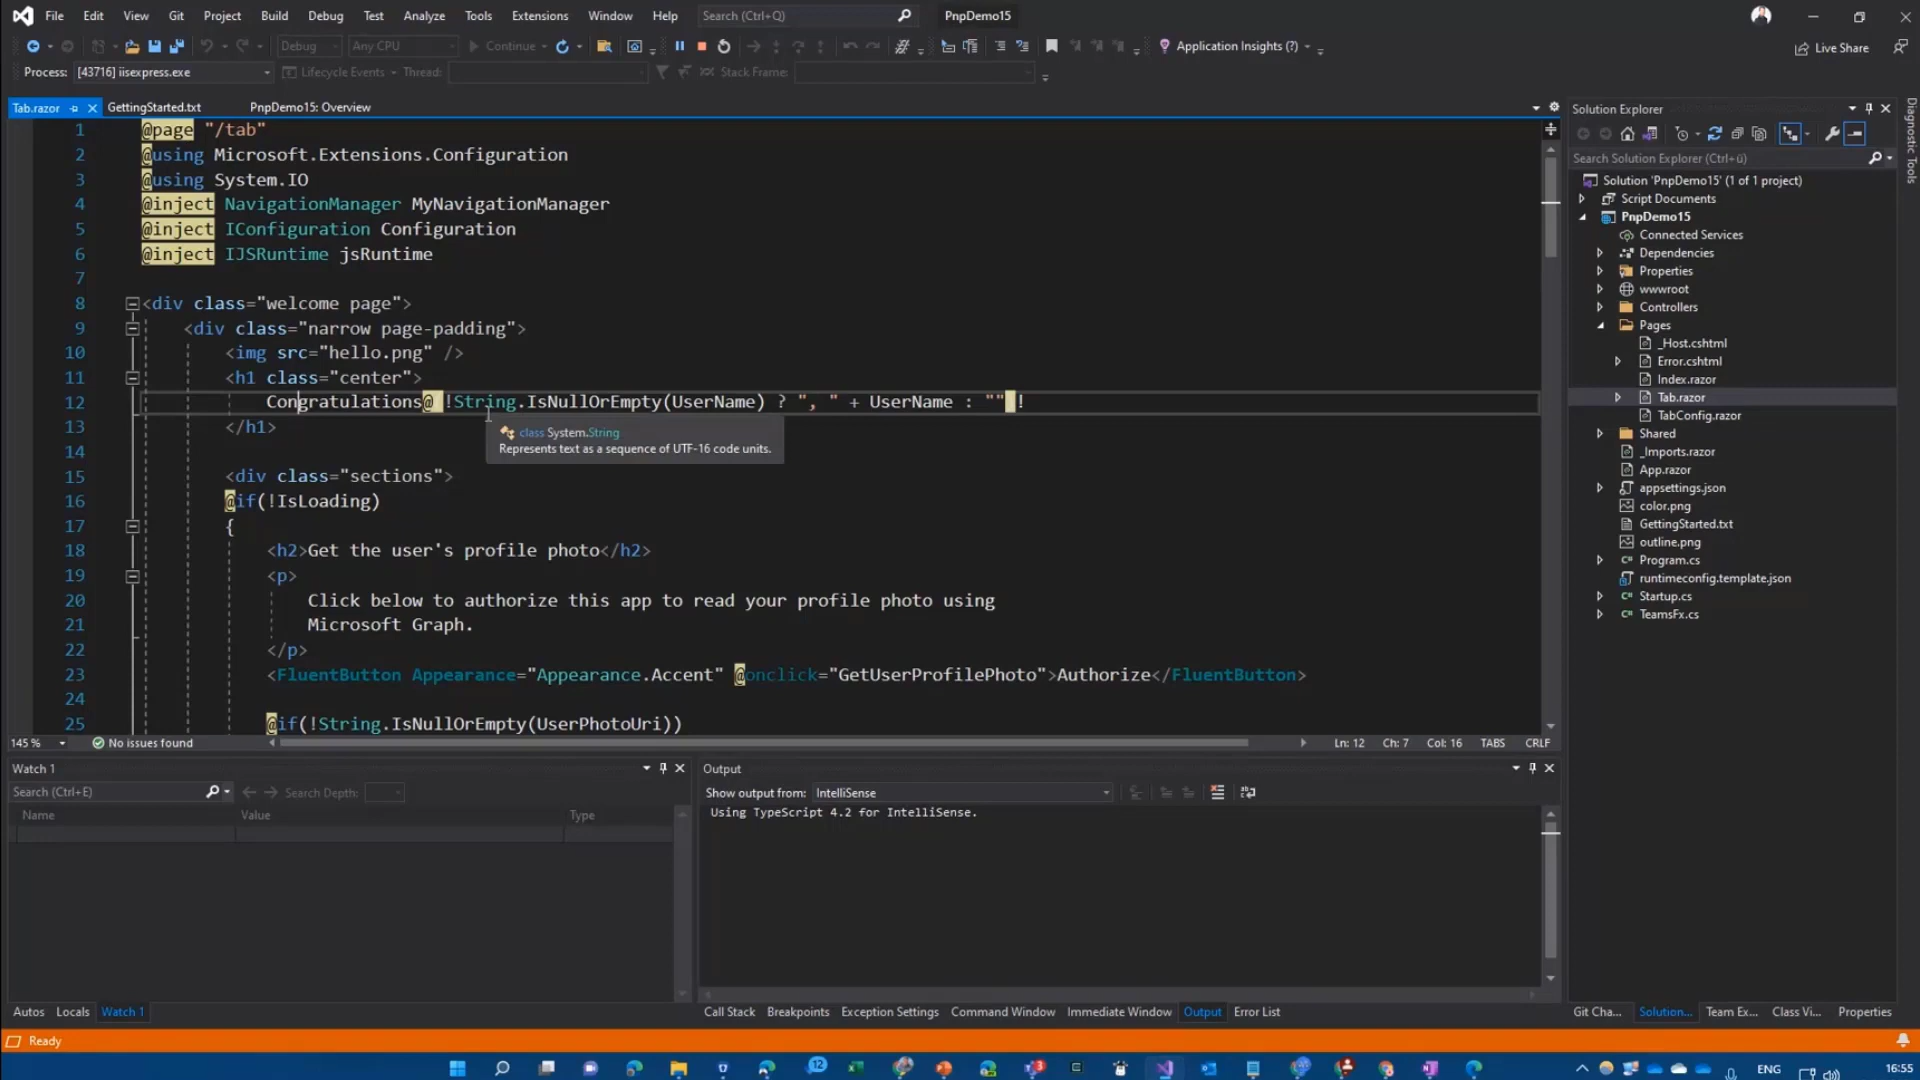 File Edit View Git Project Build Debug Test Analyze Tools Extensions Window Help Search (Ctrl+Q) PnpDemo15
Debug Any CPU Continue Application Insights (?) Live Share
Process: [43716] iisexpress.exe Lifecycle Events Thread: Stack Frame:
Tab.razor GettingStarted.txt PnpDemo15: Overview
1 @page "/tab"
2 @using Microsoft.Extensions.Configuration
3 @using System.IO
4 @inject NavigationManager MyNavigationManager
5 @inject IConfiguration Configuration
6 @inject IJSRuntime jsRuntime
7
8 <div class="welcome page">
9 <div class="narrow page-padding">
10 <img src="hello.png" />
11 <h1 class="center">
12 Congratulations@(!String.IsNullOrEmpty(UserName) ? ", " + UserName : "")!
13 </h1>
class System.String
Represents text as a sequence of UTF-16 code units.
14
15 <div class="sections">
16 @if(!IsLoading)
17 {
18 <h2>Get the user's profile photo</h2>
19 <p>
20 Click below to authorize this app to read your profile photo using
21 Microsoft Graph.
22 </p>
23 <FluentButton Appearance="Appearance.Accent" @onclick="GetUserProfilePhoto">Authorize</FluentButton>
24
25 @if(!String.IsNullOrEmpty(UserPhotoUri))
145 % No issues found Ln: 12 Ch: 7 Col: 16 TABS CRLF
Watch 1
Search (Ctrl+E) Search Depth:
Name Value Type
Autos Locals Watch 1
Output
Show output from: IntelliSense
Using TypeScript 4.2 for IntelliSense.
Call Stack Breakpoints Exception Settings Command Window Immediate Window Output Error List
Solution Explorer
Search Solution Explorer (Ctrl+ü)
Solution 'PnpDemo15' (1 of 1 project)
Script Documents
PnpDemo15
Connected Services
Dependencies
Properties
wwwroot
Controllers
Pages
_Host.cshtml
Error.cshtml
Index.razor
Tab.razor
TabConfig.razor
Shared
_Imports.razor
App.razor
appsettings.json
color.png
GettingStarted.txt
outline.png
Program.cs
runtimeconfig.template.json
Startup.cs
TeamsFx.cs
Git Cha... Solution... Team Ex... Class Vi... Properties
Diagnostic Tools
Ready
12 3 ENG 16:55